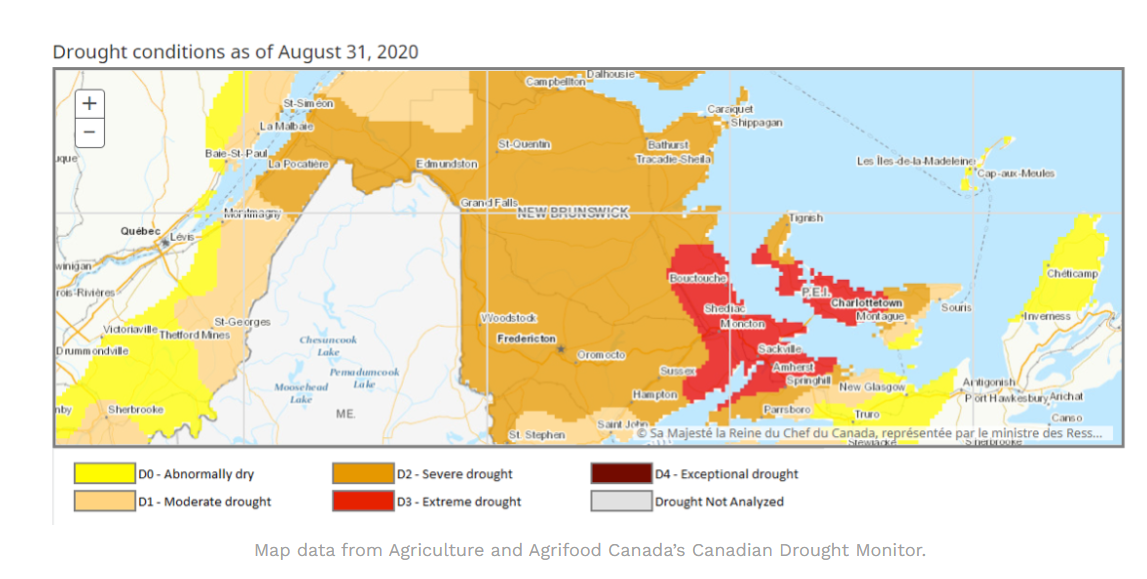 Drought conditions as of August 31, 2020
+
−
Campbellton
Dalhousie
St-Siméon
Caraquet
Shippagan
La Malbaie
St-Quentin
Bathurst
Baie-St-Paul
La Pocatière
Edmundston
Tracadie-Sheila
Les Îles-de-la-Madeleine
Cap-aux-Meules
Grand Falls
Montmagny
NEW BRUNSWICK
Tignish
Québec
Lévis
winigan
Bouctouche
Chéticamp
rois-Rivières
P.E.I.
Charlottetown
Souris
Shediac
Montague
Inverness
Woodstock
St-Georges
Moncton
Victoriaville
Thetford Mines
Fredericton
Chesuncook
Lake
Drummondville
Oromocto
Sackville
Pemadumcook
Lake
Sussex
Amherst
Springhill
Moosehead
Lake
New Glasgow
Antigonish
Hampton
Port Hawkesbury
Arichat
nby
Sherbrooke
ME.
Parrsboro
Truro
Canso
Saint John
St. Stephen
© Sa Majesté la Reine du Chef du Canada, représentée par le ministre des Ress...
D0 - Abnormally dry
D2 - Severe drought
D4 - Exceptional drought
D1 - Moderate drought
D3 - Extreme drought
Drought Not Analyzed
Map data from Agriculture and Agrifood Canada's Canadian Drought Monitor.